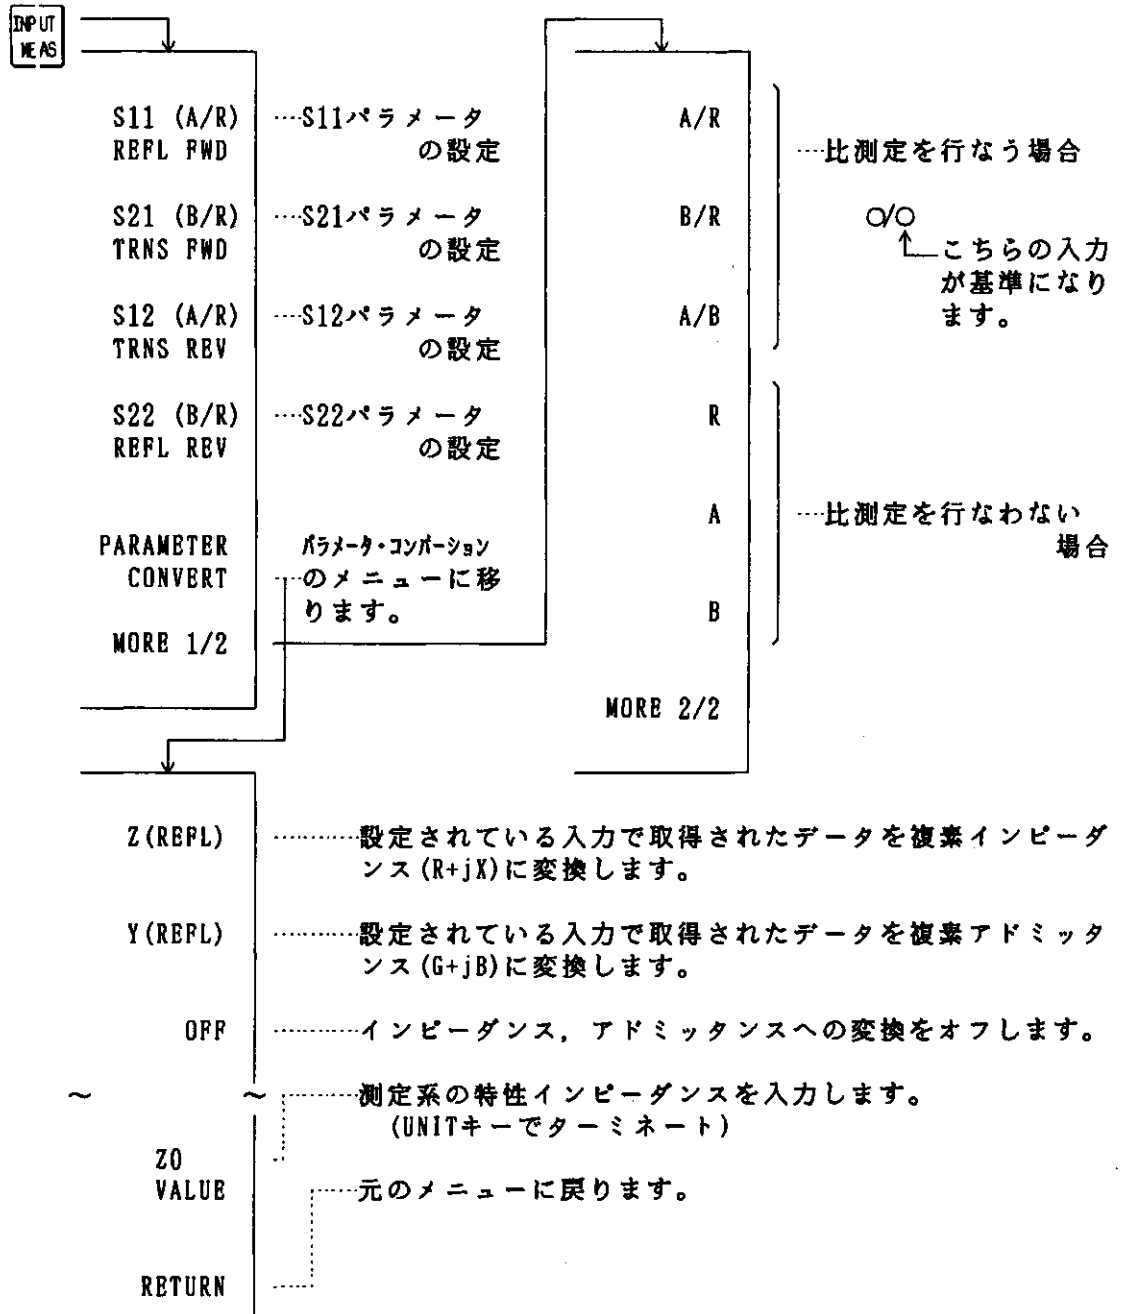 INPUT
MEAS
S11 (A/R)
REFL FWD
····S11パラメータ
の設定
S21 (B/R)
TRNS FWD
····S21パラメータ
の設定
S12 (A/R)
TRNS REV
····S12パラメータ
の設定
S22 (B/R)
REFL REV
····S22パラメータ
の設定
PARAMETER
CONVERT
パラメータ・コンバーション
····のメニューに移
ります。
MORE 1/2
A/R
B/R
A/B
····比測定を行なう場合
○/○
こちらの入力
が基準になり
ます。
R
A
B
····比測定を行なわない
場合
MORE 2/2
Z(REFL)
··········設定されている入力で取得されたデータを複素インピーダ
ンス(R+jX)に変換します。
Y(REFL)
··········設定されている入力で取得されたデータを複素アドミッタ
ンス(G+jB)に変換します。
OFF
··········インピーダンス,アドミッタンスへの変換をオフします。
～ ～
測定系の特性インピーダンスを入力します。
(UNITキーでターミネート)
Z0
VALUE
元のメニューに戻ります。
RETURN